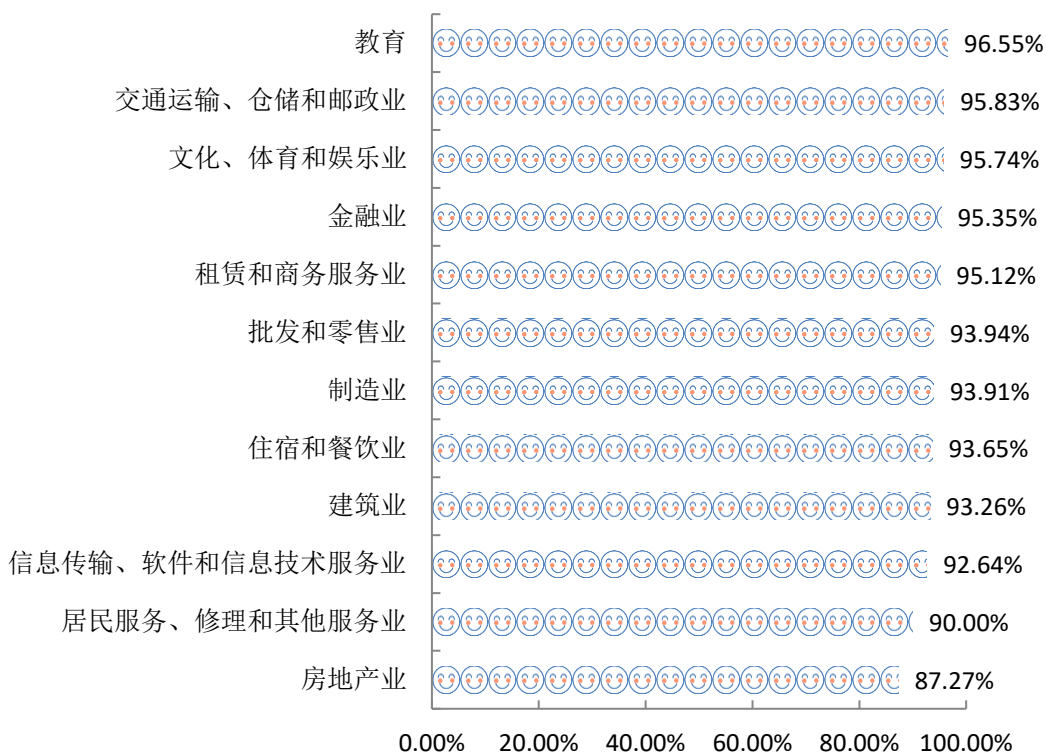 教育 96.55%
交通运输、仓储和邮政业 95.83%
文化、体育和娱乐业 95.74%
金融业 95.35%
租赁和商务服务业 95.12%
批发和零售业 93.94%
制造业 93.91%
住宿和餐饮业 93.65%
建筑业 93.26%
信息传输、软件和信息技术服务业 92.64%
居民服务、修理和其他服务业 90.00%
房地产业 87.27%
0.00% 20.00% 40.00% 60.00% 80.00% 100.00%